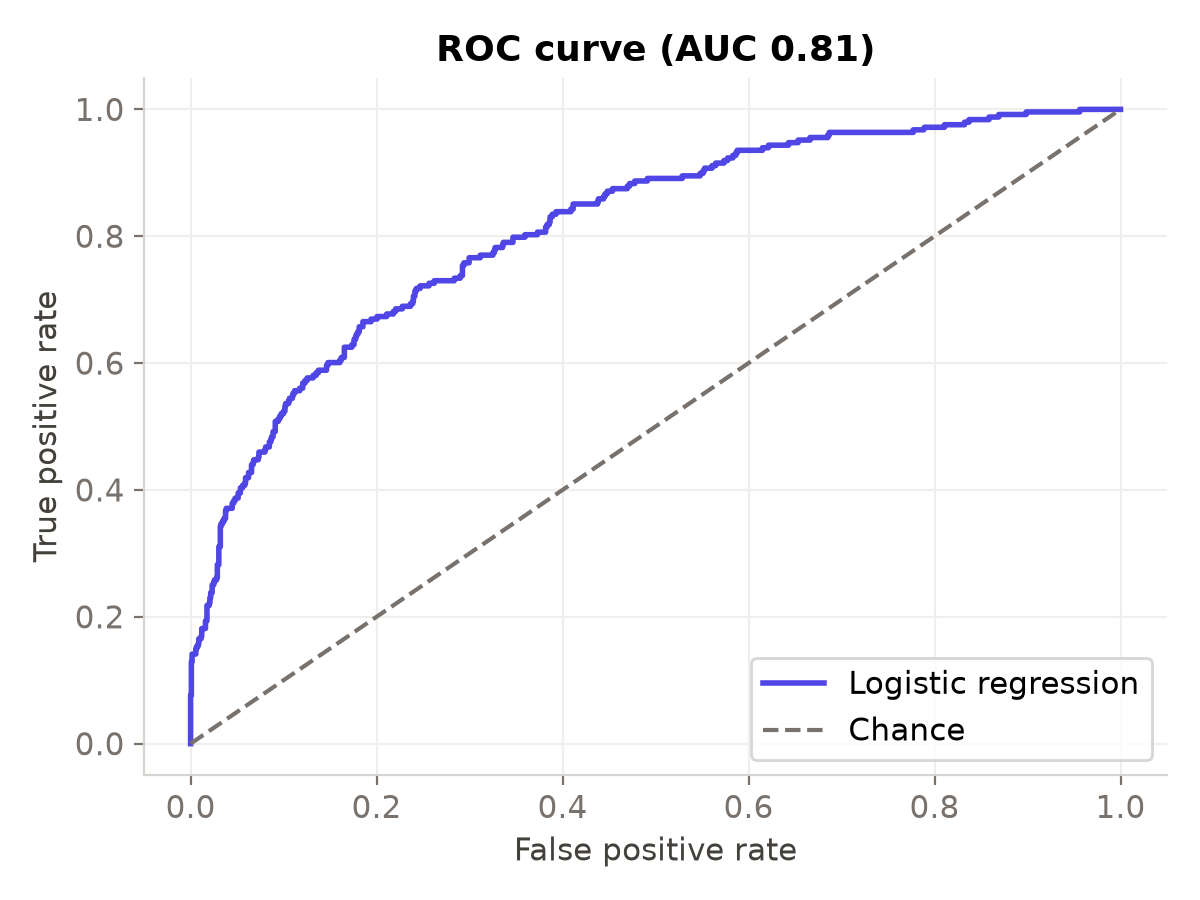 ROC curve (AUC 0.81)
True positive rate
1.0
0.8
0.6
0.4
0.2
0.0
Logistic regression
Chance
0.0 0.2 0.4 0.6 0.8 1.0
False positive rate